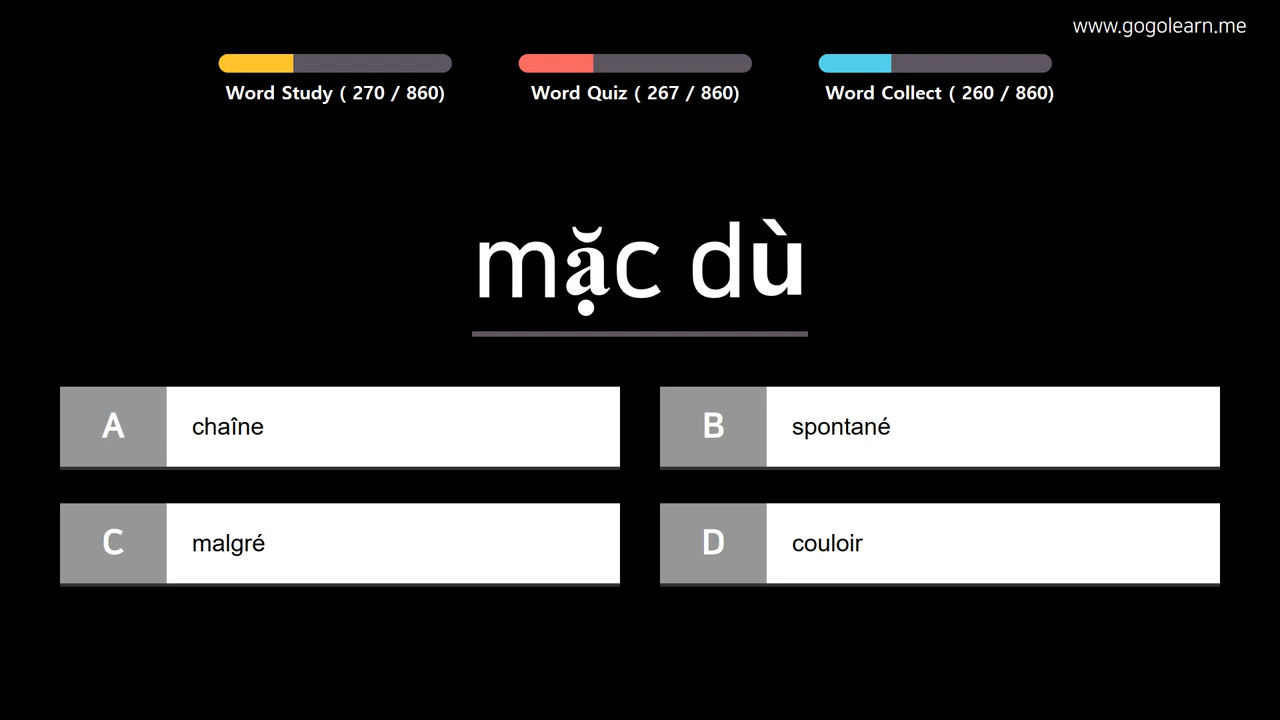 www.gogolearn.me
Word Study ( 270 / 860)
Word Quiz ( 267 / 860)
Word Collect ( 260 / 860)
mặc dù
A chaîne
B spontané
C malgré
D couloir